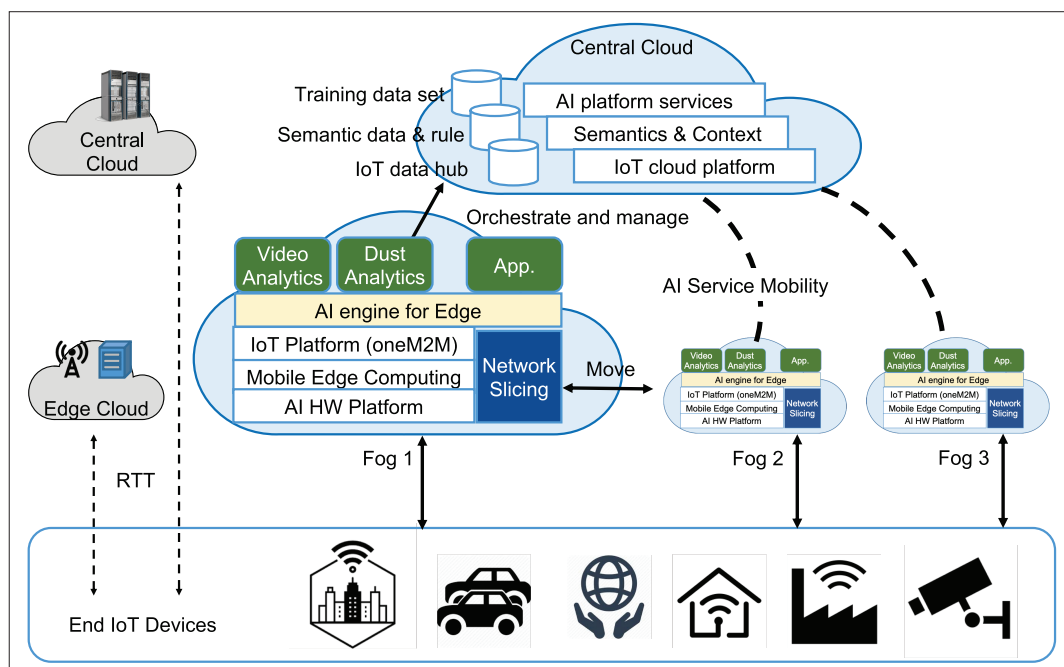 Central Cloud
Training data set
AI platform services
Semantic data & rule
Semantics & Context
IoT data hub
IoT cloud platform
Central
Cloud
Orchestrate and manage
Video
Analytics
Dust
Analytics
App.
AI engine for Edge
IoT Platform (oneM2M)
Mobile Edge Computing
AI HW Platform
Network
Slicing
AI Service Mobility
Move
Edge Cloud
RTT
Video
Analytics
Dust
Analytics
App.
AI engine for Edge
IoT Platform (oneM2M)
Mobile Edge Computing
AI HW Platform
Network
Slicing
Video
Analytics
Dust
Analytics
App.
AI engine for Edge
IoT Platform (oneM2M)
Mobile Edge Computing
AI HW Platform
Network
Slicing
Fog 1
Fog 2
Fog 3
End IoT Devices